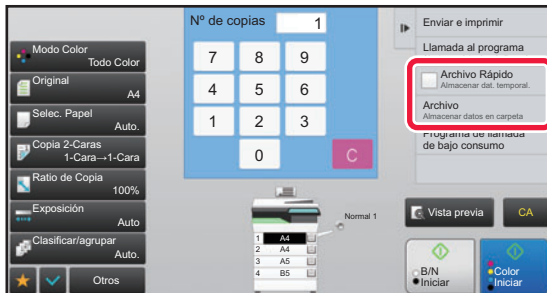 Nº de copias 1
Modo Color
Todo Color
Original
A4
Selec. Papel
Auto.
Copia 2-Caras
1-Cara→1-Cara
Ratio de Copia
100%
Exposición
Auto
Clasificar/agrupar
Auto.
Otros
7 8 9
4 5 6
1 2 3
0 C
Normal 1
1 A4
2 A4
3 A5
4 B5
Enviar e imprimir
Llamada al programa
Archivo Rápido
Almacenar dat. temporal.
Archivo
Almacenar datos en carpeta
Programa de llamada
de bajo consumo
Vista previa
CA
B/N
Iniciar
Color
Iniciar